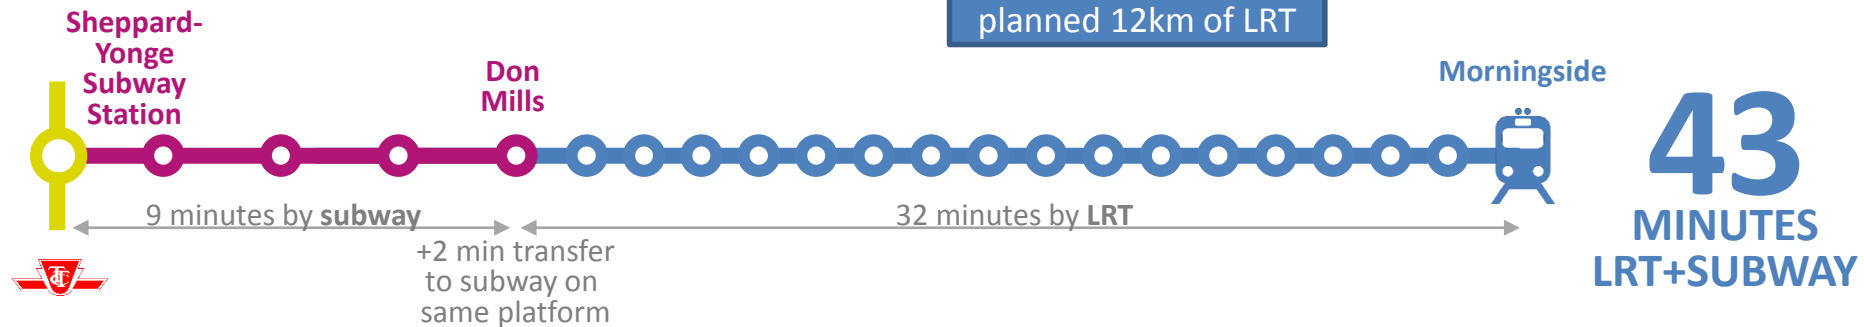 planned 12km of LRT
Sheppard-
Yonge
Subway
Station
Don
Mills
Morningside
9 minutes by subway
32 minutes by LRT
+2 min transfer
to subway on
same platform
43
MINUTES
LRT+SUBWAY
TTC